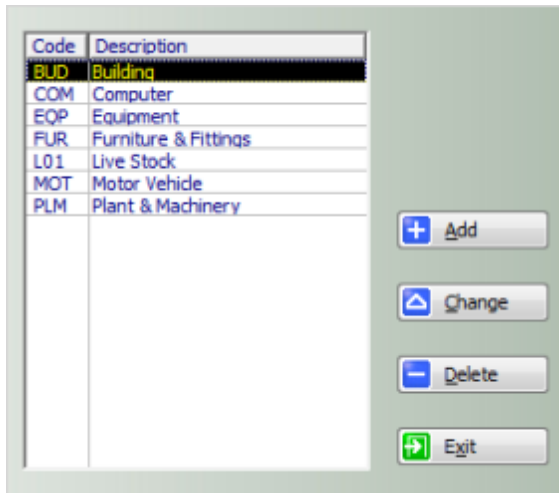 Code Description
BUD Building
COM Computer
EQP Equipment
FUR Furniture & Fittings
L01 Live Stock
MOT Motor Vehicle
PLM Plant & Machinery
Add
Change
Delete
Exit